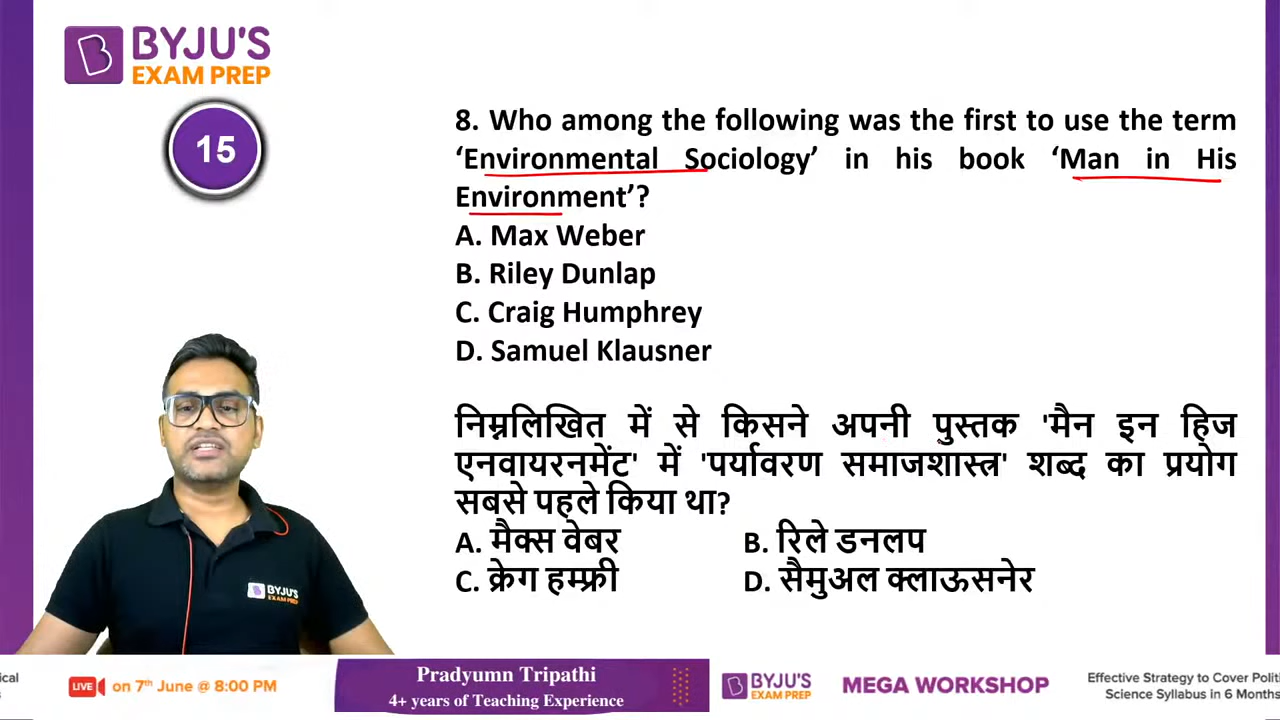 BYJU'S
EXAM PREP
15
8. Who among the following was the first to use the term
‘Environmental Sociology’ in his book ‘Man in His
Environment’?
A. Max Weber
B. Riley Dunlap
C. Craig Humphrey
D. Samuel Klausner
निम्नलिखित में से किसने अपनी पुस्तक 'मैन इन हिज
एनवायरनमेंट' में 'पर्यावरण समाजशास्त्र' शब्द का प्रयोग
सबसे पहले किया था?
A. मैक्स वेबर B. रिले डनलप
C. क्रेग हम्फ्री D. सैमुअल क्लाऊसनेर
BYJU'S
EXAM PREP
ical
s
LIVE on 7th June @ 8:00 PM
Pradyumn Tripathi
4+ years of Teaching Experience
BYJU'S
EXAM PREP
MEGA WORKSHOP
Effective Strategy to Cover Politi
Science Syllabus in 6 Months